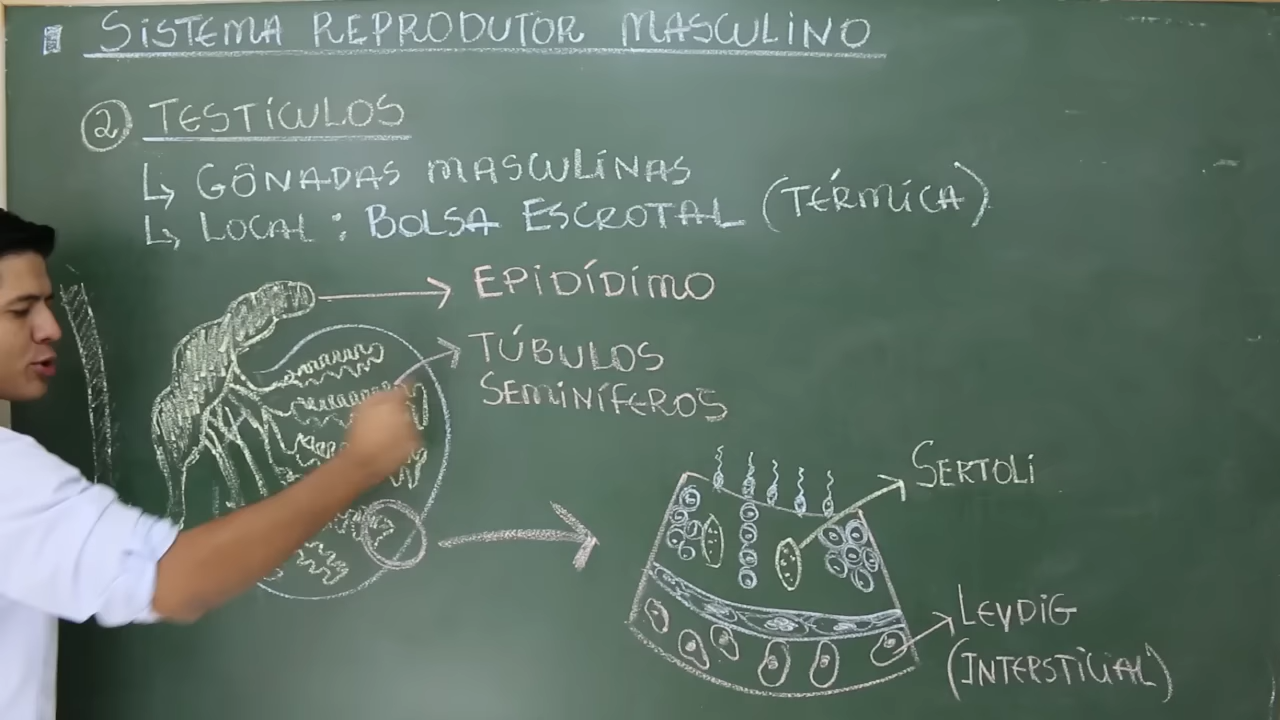 SISTEMA REPRODUTOR MASCULINO
2 TESTÍCULOS
↳ GÔNADAS MASCULINAS
↳ LOCAL : BOLSA ESCROTAL (TÉRMICA)
EPIDÍDIMO
TÚBULOS
SEMINÍFEROS
SERTOLI
LEYDIG
(INTERSTICIAL)